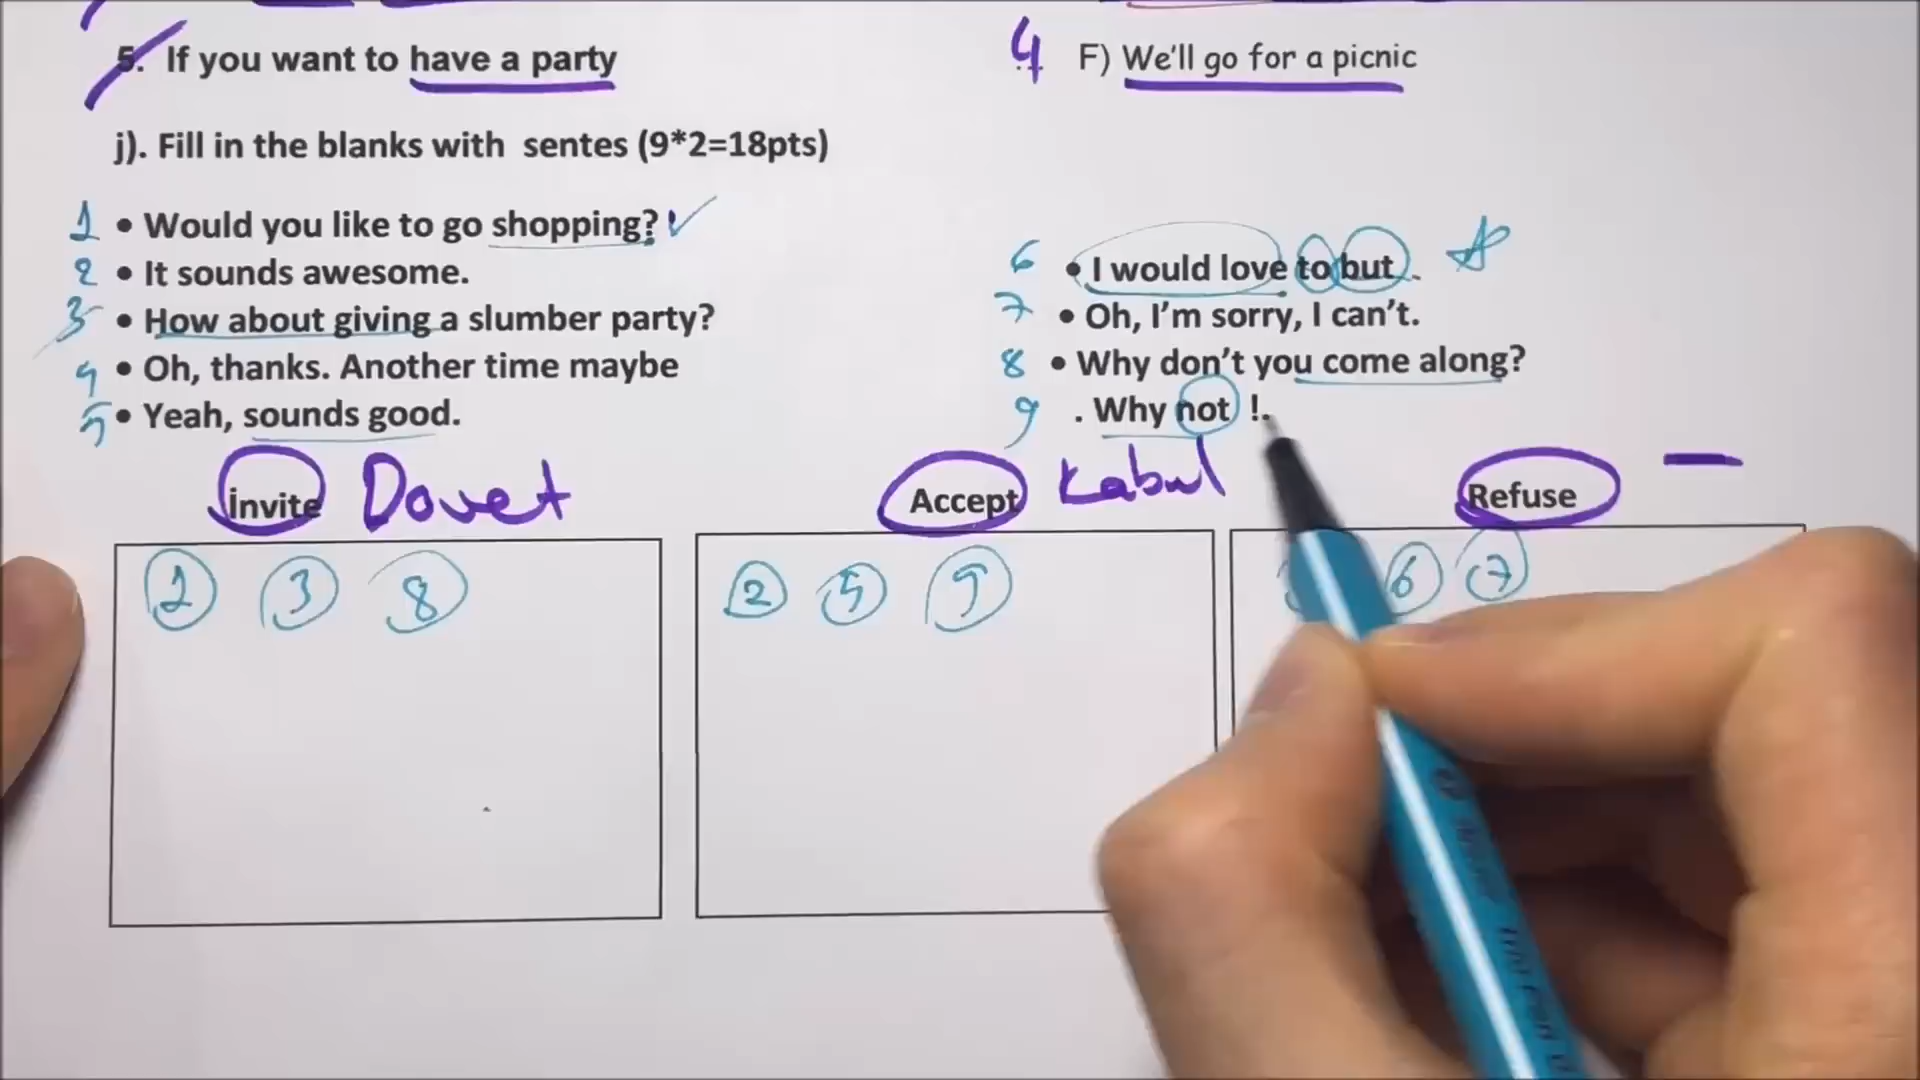 5. If you want to have a party
4 F) We'll go for a picnic
j). Fill in the blanks with sentes (9*2=18pts)
1 • Would you like to go shopping?
2 • It sounds awesome.
3 • How about giving a slumber party?
4 • Oh, thanks. Another time maybe
5 • Yeah, sounds good.
6 • I would love to but .
7 • Oh, I'm sorry, I can't.
8 • Why don't you come along?
9 . Why not !.
İnvite Davet
Accept Kabul
Refuse
1 3 8
2 5 9
6 7